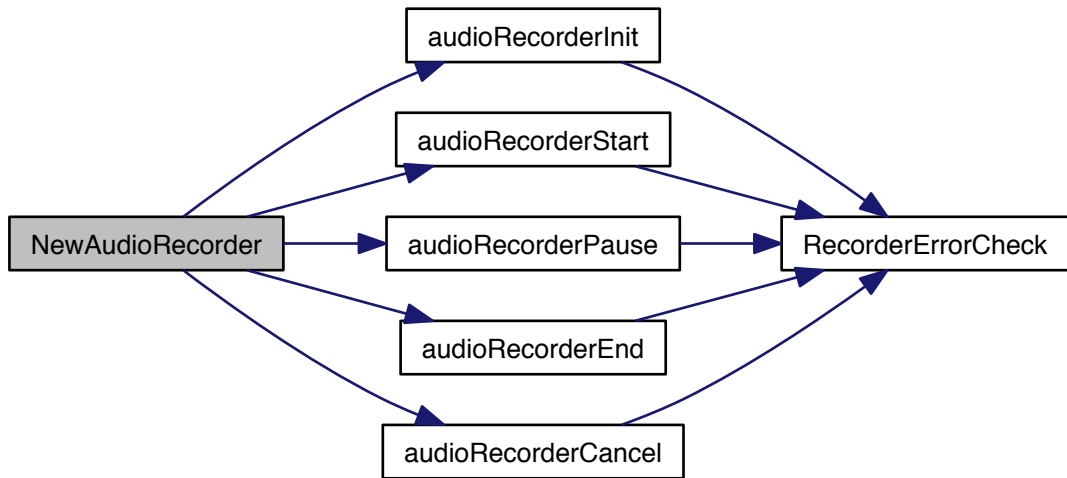 audioRecorderInit
audioRecorderStart
NewAudioRecorder
audioRecorderPause
RecorderErrorCheck
audioRecorderEnd
audioRecorderCancel